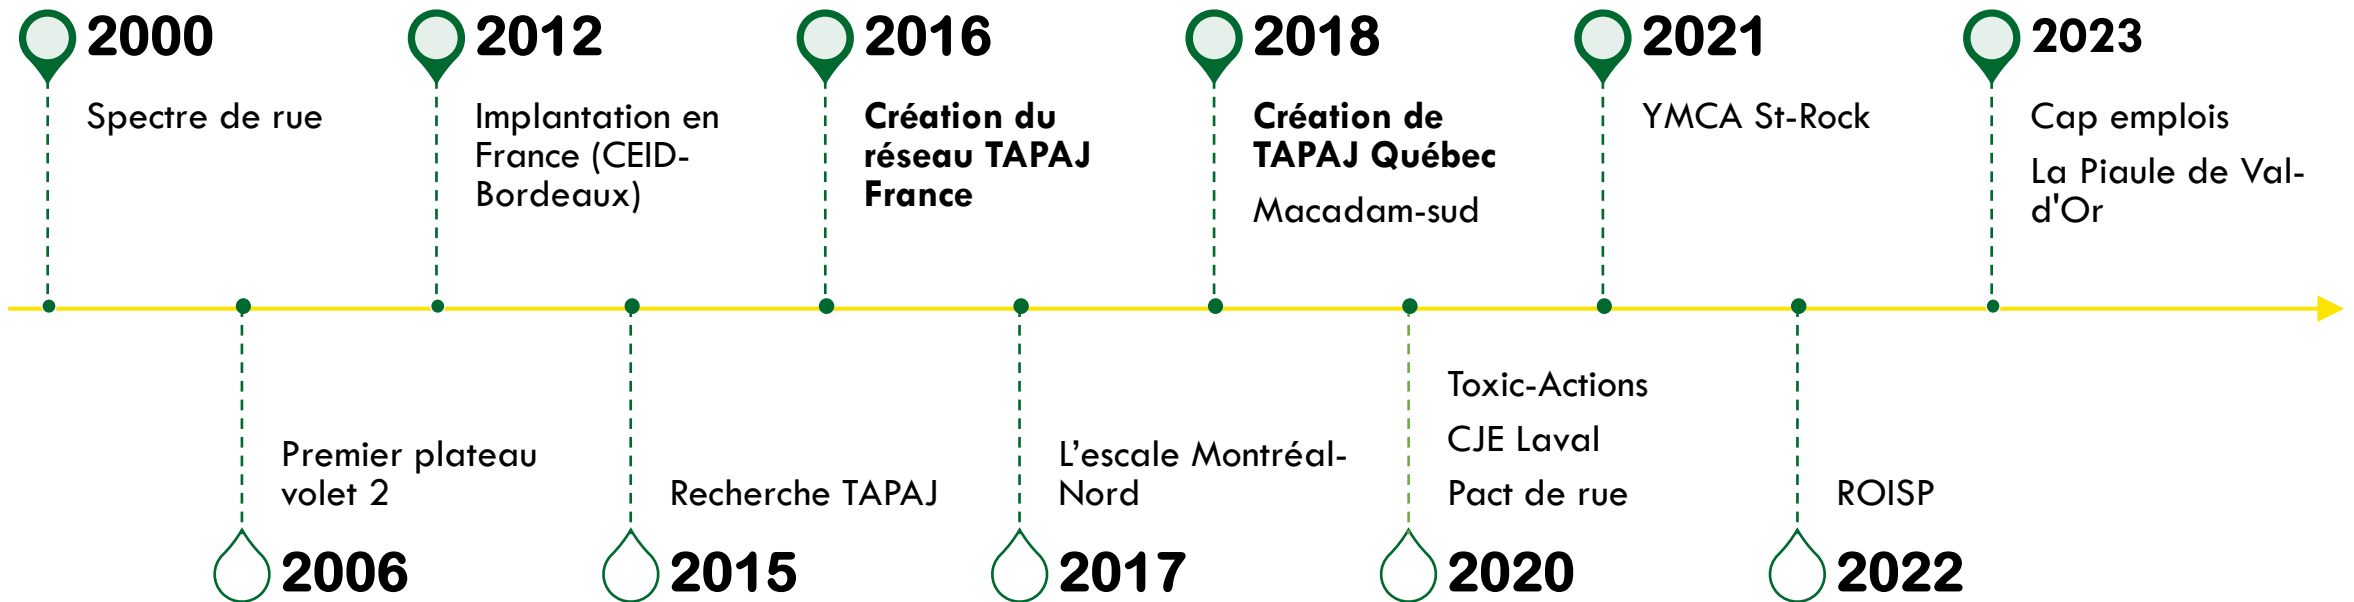 2000
Spectre de rue
2012
Implantation en
France (CEID-
Bordeaux)
2016
Création du
réseau TAPAJ
France
2018
Création de
TAPAJ Québec
Macadam-sud
2021
YMCA St-Rock
2023
Cap emplois
La Piaule de Val-
d'Or
Premier plateau
volet 2
2006
Recherche TAPAJ
2015
L’escale Montréal-
Nord
2017
Toxic-Actions
CJE Laval
Pact de rue
2020
ROISP
2022